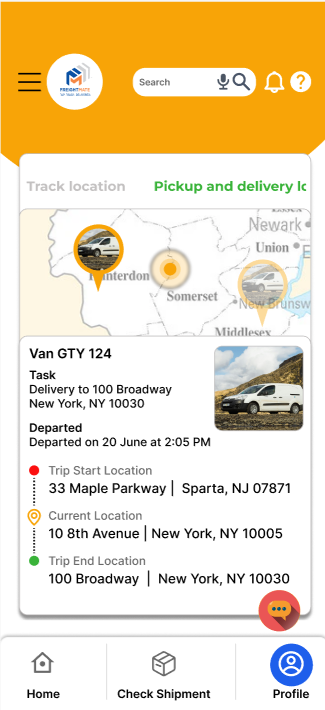 Search
FREIGHTMATE
Track location
Pickup and delivery lo
Essex
Newark
Union
Hunterdon
Somerset
New Brunsw
Middlesex
Van GTY 124
Task
Delivery to 100 Broadway
New York, NY 10030
Departed
Departed on 20 June at 2:05 PM
Trip Start Location
33 Maple Parkway | Sparta, NJ 07871
Current Location
10 8th Avenue | New York, NY 10005
Trip End Location
100 Broadway | New York, NY 10030
Home
Check Shipment
Profile